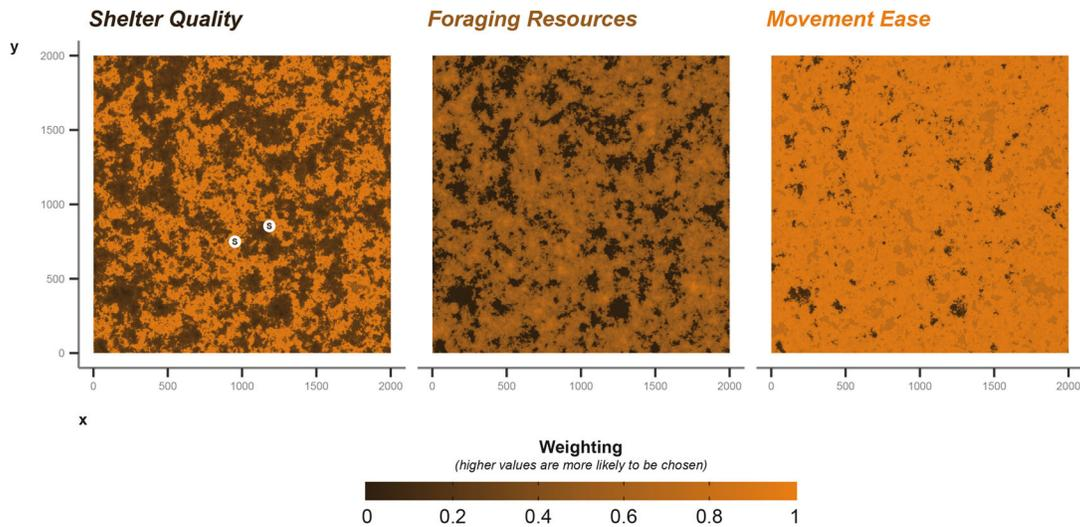 Shelter Quality
Foraging Resources
Movement Ease
y
2000
1500
1000
500
0
S
S
0 500 1000 1500 2000
0 500 1000 1500 2000
0 500 1000 1500 2000
x
Weighting
(higher values are more likely to be chosen)
0 0.2 0.4 0.6 0.8 1